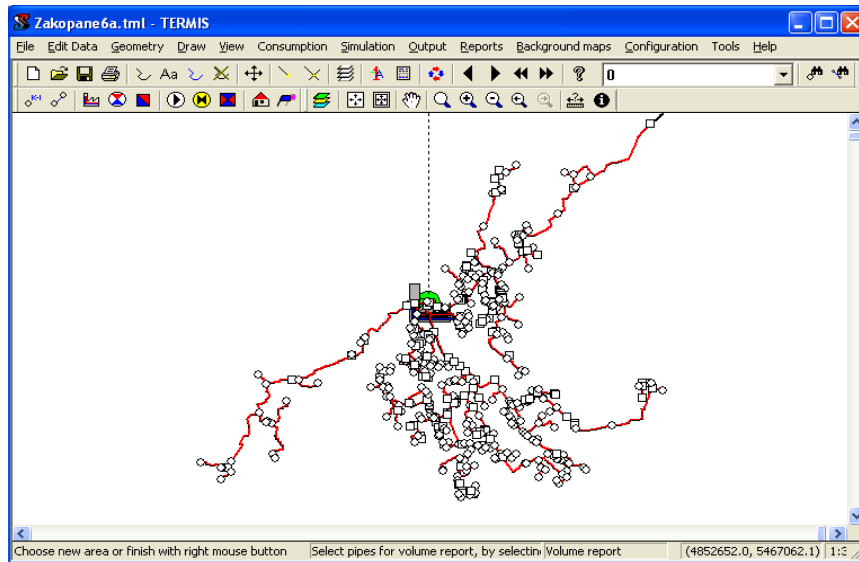 Zakopane6a.tml - TERMIS
File Edit Data Geometry Draw View Consumption Simulation Output Reports Background maps Configuration Tools Help
Aa 0
K-1
Choose new area or finish with right mouse button Select pipes for volume report, by selectin Volume report (4852652.0, 5467062.1) 1:3